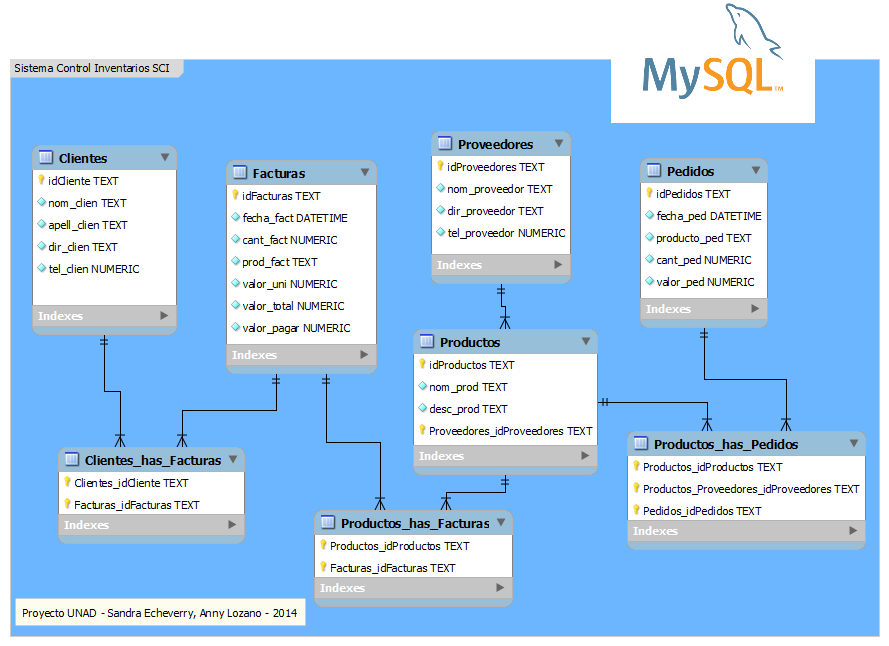 MySQL™
Sistema Control Inventarios SCI
Clientes
idCliente TEXT
nom_clien TEXT
apell_clien TEXT
dir_clien TEXT
tel_clien NUMERIC
Indexes
Facturas
idFacturas TEXT
fecha_fact DATETIME
cant_fact NUMERIC
prod_fact TEXT
valor_uni NUMERIC
valor_total NUMERIC
valor_pagar NUMERIC
Indexes
Proveedores
idProveedores TEXT
nom_proveedor TEXT
dir_proveedor TEXT
tel_proveedor NUMERIC
Indexes
Pedidos
idPedidos TEXT
fecha_ped DATETIME
producto_ped TEXT
cant_ped NUMERIC
valor_ped NUMERIC
Indexes
Productos
idProductos TEXT
nom_prod TEXT
desc_prod TEXT
Proveedores_idProveedores TEXT
Indexes
Clientes_has_Facturas
Clientes_idCliente TEXT
Facturas_idFacturas TEXT
Indexes
Productos_has_Facturas
Productos_idProductos TEXT
Facturas_idFacturas TEXT
Indexes
Productos_has_Pedidos
Productos_idProductos TEXT
Productos_Proveedores_idProveedores TEXT
Pedidos_idPedidos TEXT
Indexes
Proyecto UNAD - Sandra Echeverry, Anny Lozano - 2014